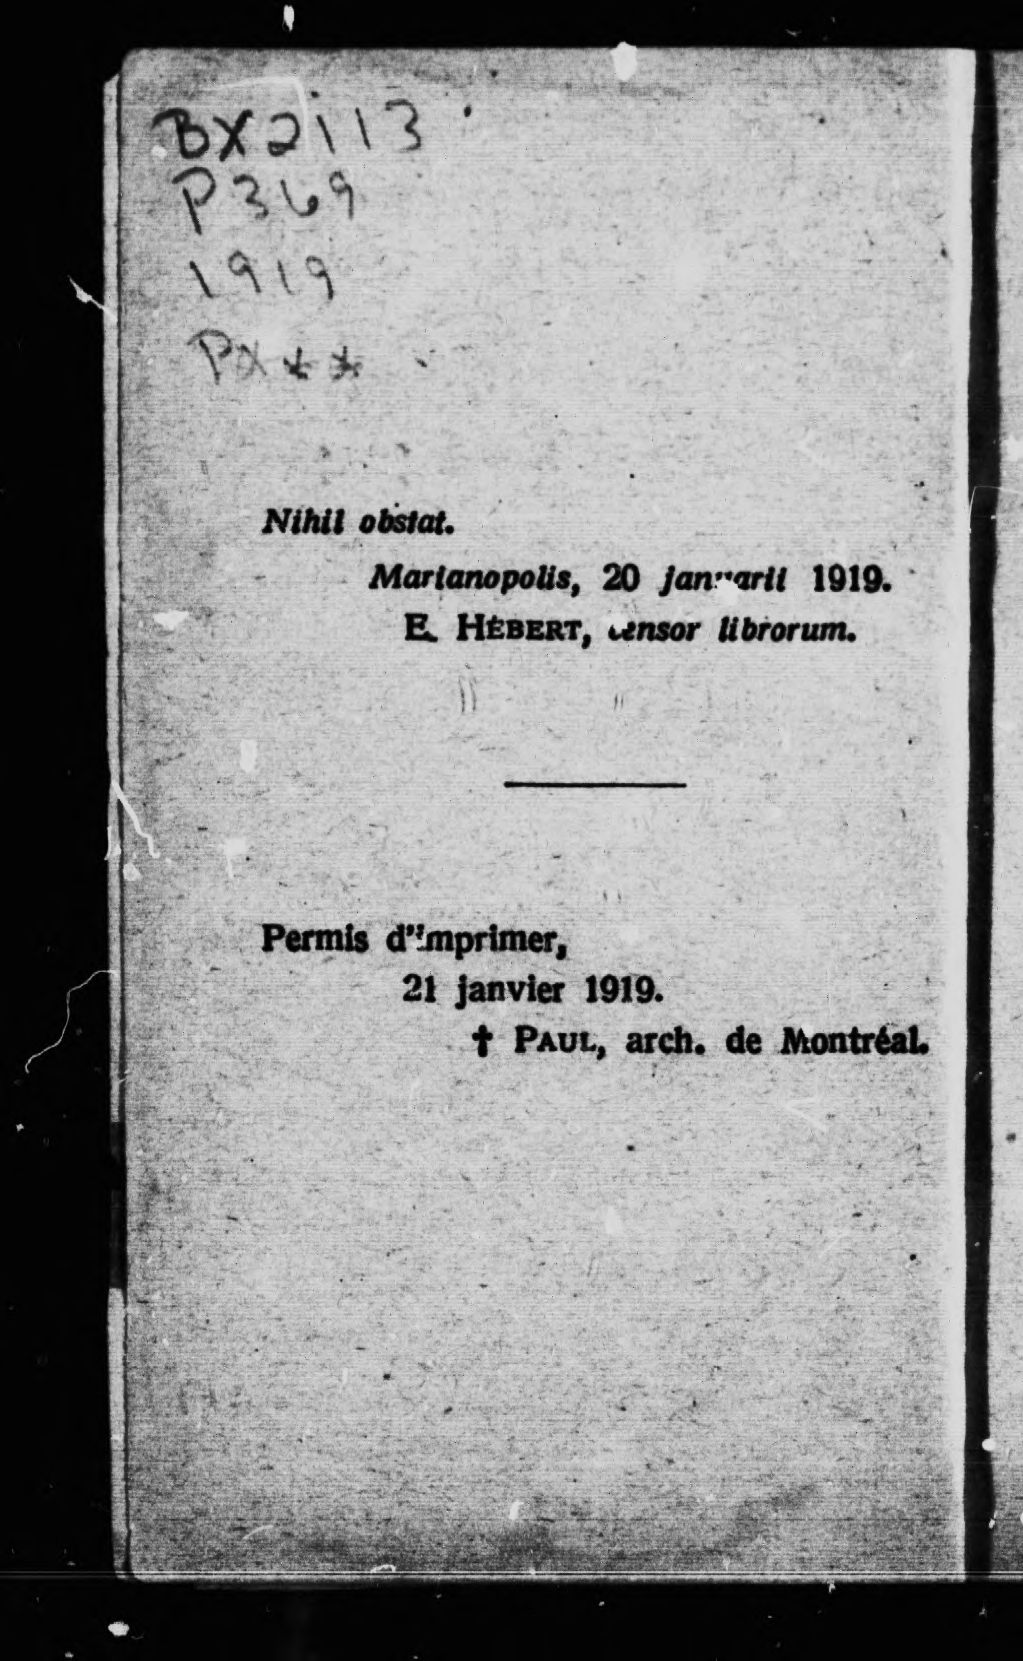 BX2113
P369
1919
PX**
Nihil obstat.
Marianopolis, 20 januarii 1919.
E. HÉBERT, censor librorum.
Permis d'imprimer,
21 janvier 1919.
† PAUL, arch. de Montréal.